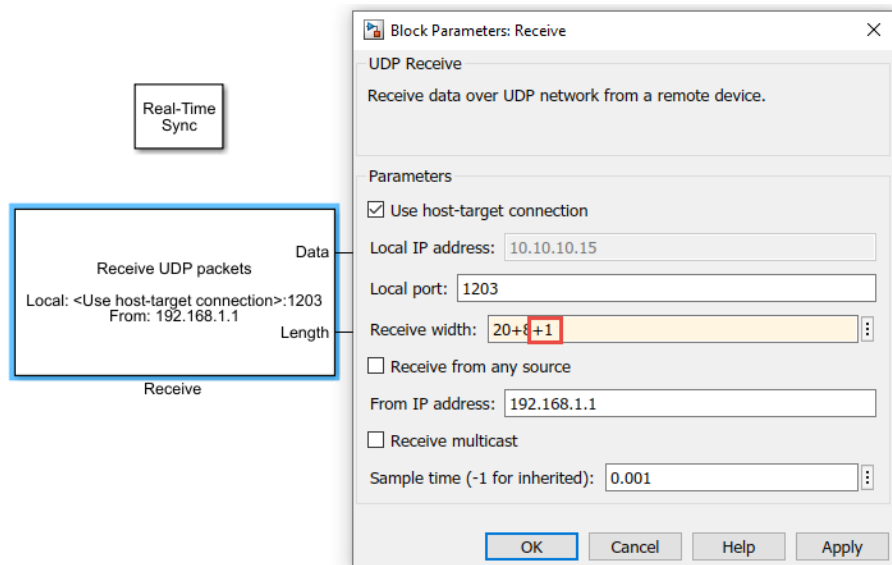 Real-Time
Sync
Receive UDP packets
Local: <Use host-target connection>:1203
From: 192.168.1.1
Data
Length
Receive
Block Parameters: Receive
UDP Receive
Receive data over UDP network from a remote device.
Parameters
Use host-target connection
Local IP address: 10.10.10.15
Local port: 1203
Receive width: 20+8+1
Receive from any source
From IP address: 192.168.1.1
Receive multicast
Sample time (-1 for inherited): 0.001
OK Cancel Help Apply